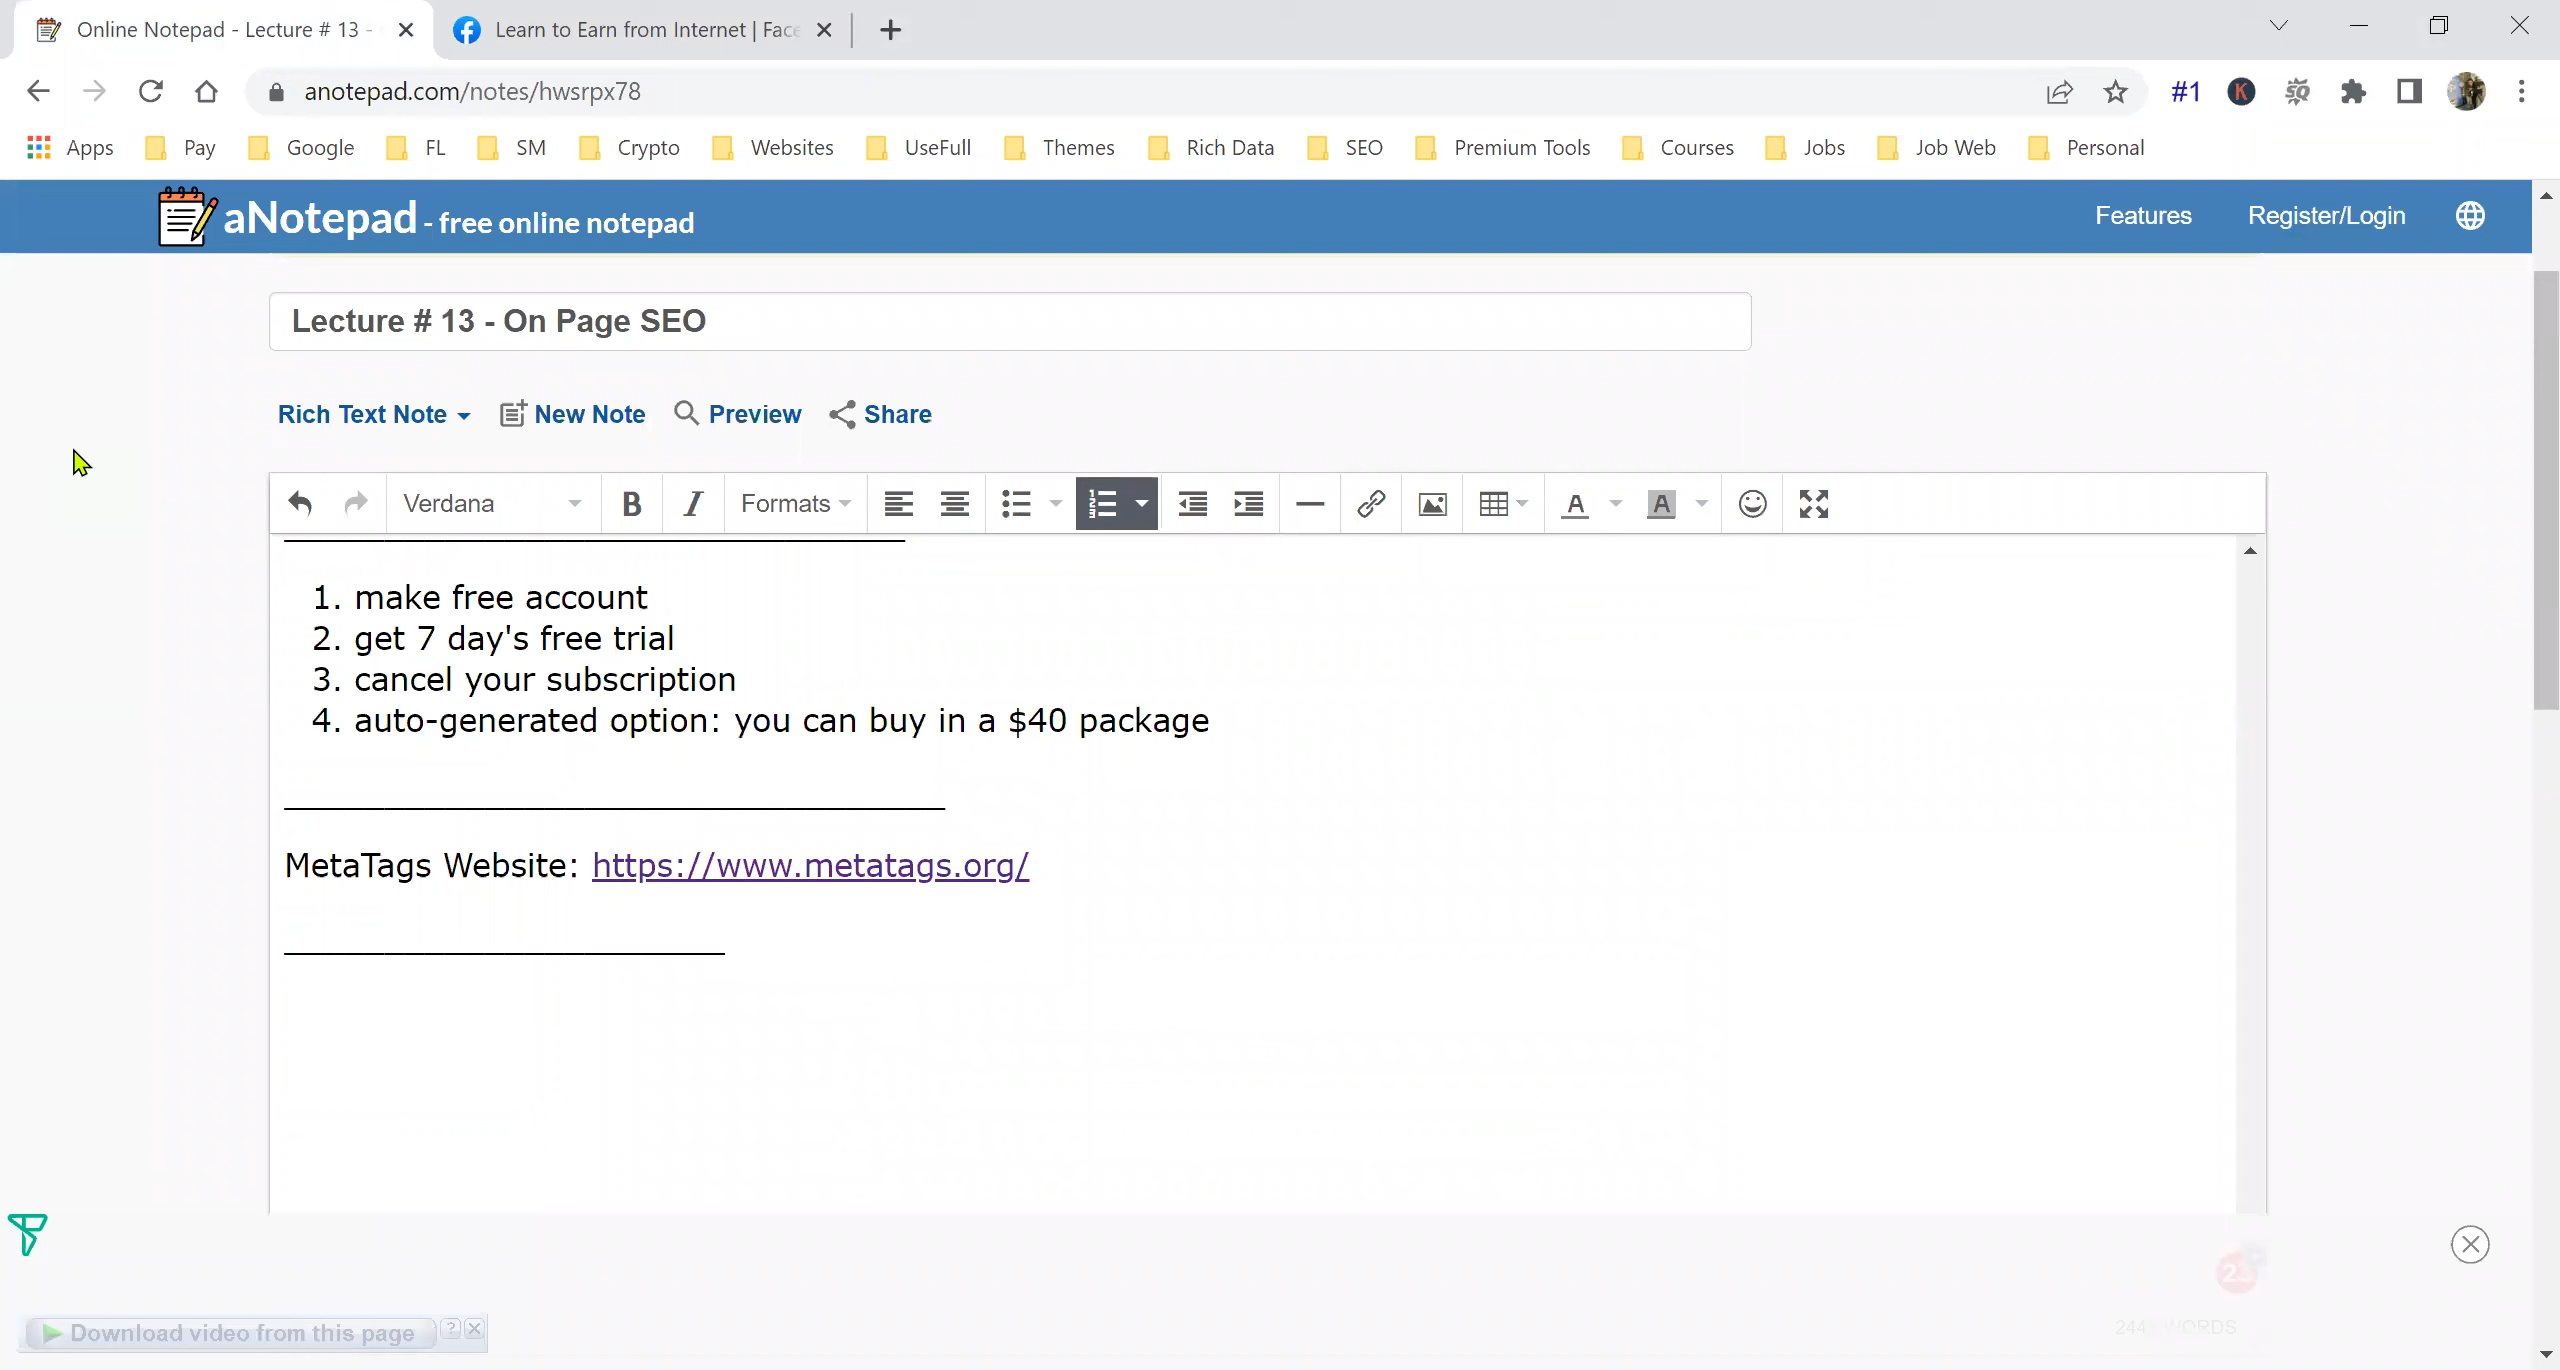 Online Notepad - Lecture # 13 -
Learn to Earn from Internet | Face
anotepad.com/notes/hwsrpx78
#1
K
SQ
Apps
Pay
Google
FL
SM
Crypto
Websites
UseFull
Themes
Rich Data
SEO
Premium Tools
Courses
Jobs
Job Web
Personal
aNotepad - free online notepad
Features
Register/Login
Lecture # 13 - On Page SEO
Rich Text Note
New Note
Preview
Share
Verdana
B
I
Formats
A
A
1. make free account
2. get 7 day's free trial
3. cancel your subscription
4. auto-generated option: you can buy in a $40 package
MetaTags Website: https://www.metatags.org/
Download video from this page
?
WORDS